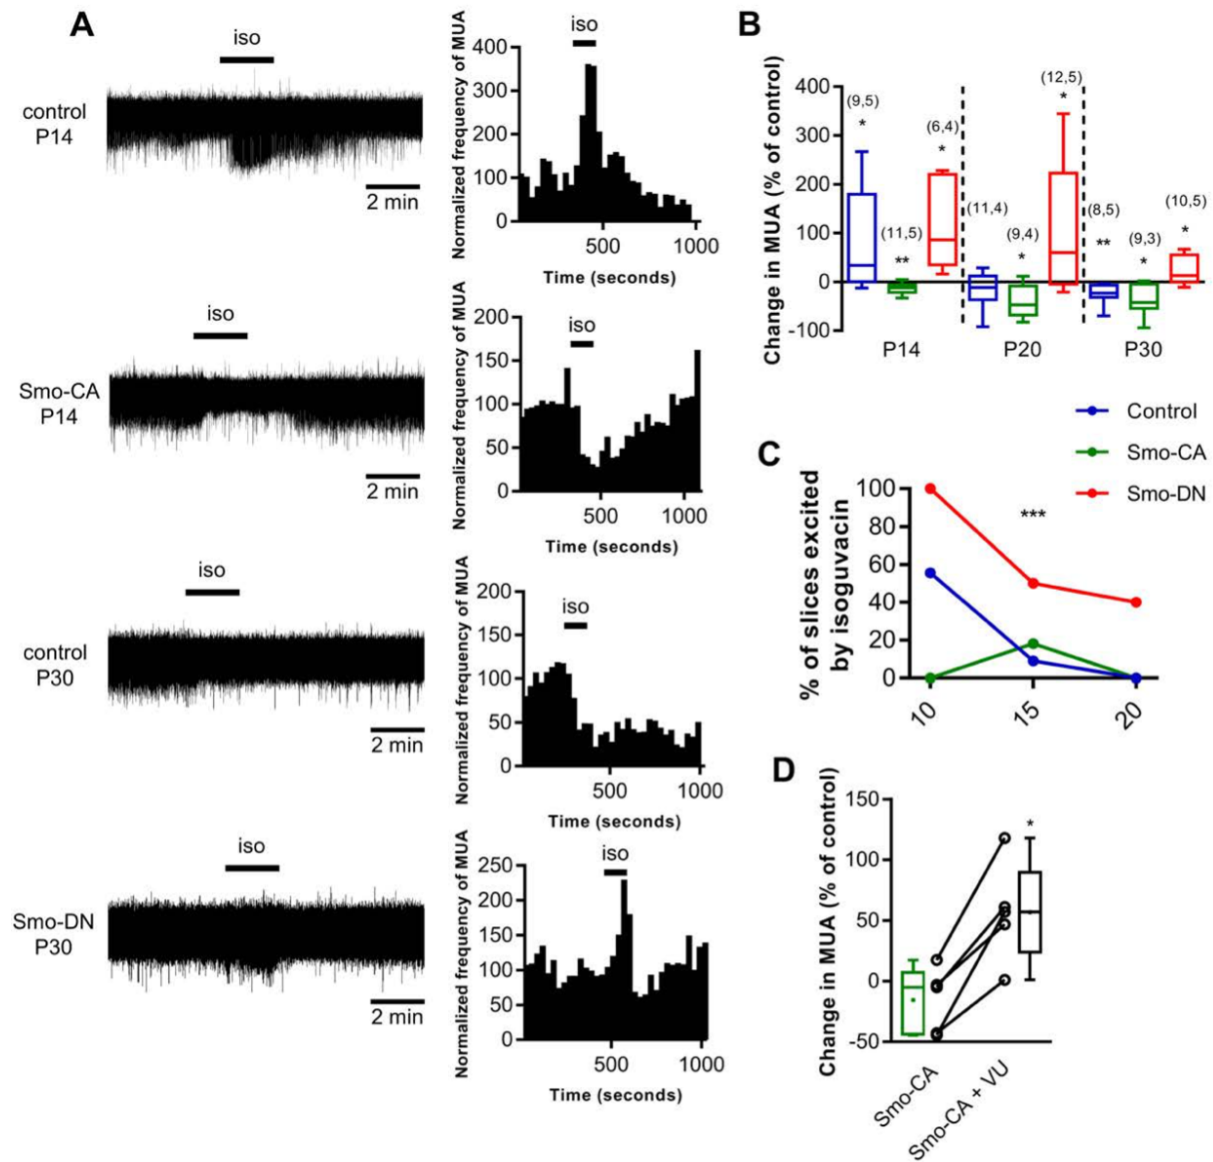 A
iso
control
P14
2 min
Normalized frequency of MUA
400
300
200
100
0
iso
500
1000
Time (seconds)
iso
Smo-CA
P14
2 min
Normalized frequency of MUA
200
150
100
50
0
iso
500
1000
Time (seconds)
iso
control
P30
2 min
Normalized frequency of MUA
200
150
100
50
0
iso
500
1000
Time (seconds)
iso
Smo-DN
P30
2 min
Normalized frequency of MUA
250
200
150
100
50
0
iso
500
1000
Time (seconds)
B
Change in MUA (% of control)
400
300
200
100
0
-100
(9,5)
*
(11,5)
**
(6,4)
*
(11,4)
(9,4)
*
(12,5)
*
(8,5)
**
(9,3)
*
(10,5)
*
P14
P20
P30
Control
Smo-CA
Smo-DN
C
% of slices excited
by isoguvacin
100
80
60
40
20
0
***
10
15
20
D
Change in MUA (% of control)
150
100
50
0
-50
*
Smo-CA
Smo-CA + VU